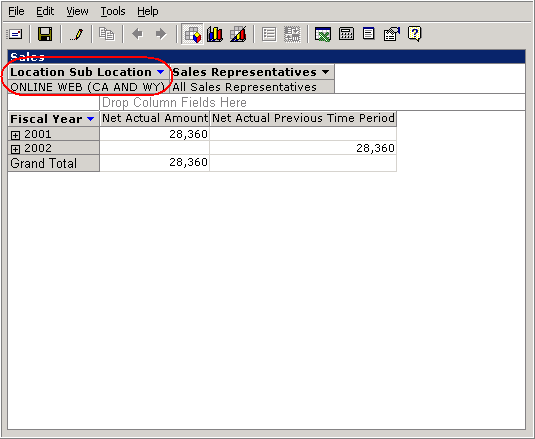 File Edit View Tools Help
Sales
Location Sub Location Sales Representatives
ONLINE WEB (CA AND WY) All Sales Representatives
Drop Column Fields Here
Fiscal Year Net Actual Amount Net Actual Previous Time Period
2001 28,360
2002 28,360
Grand Total 28,360